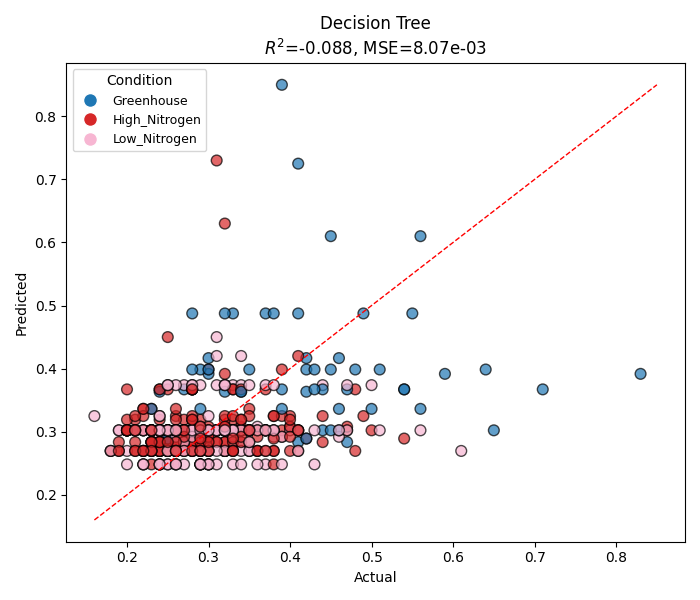 Decision Tree
R²=-0.088, MSE=8.07e-03
Condition
Greenhouse
High_Nitrogen
Low_Nitrogen
Predicted
0.8
0.7
0.6
0.5
0.4
0.3
0.2
0.2 0.3 0.4 0.5 0.6 0.7 0.8
Actual